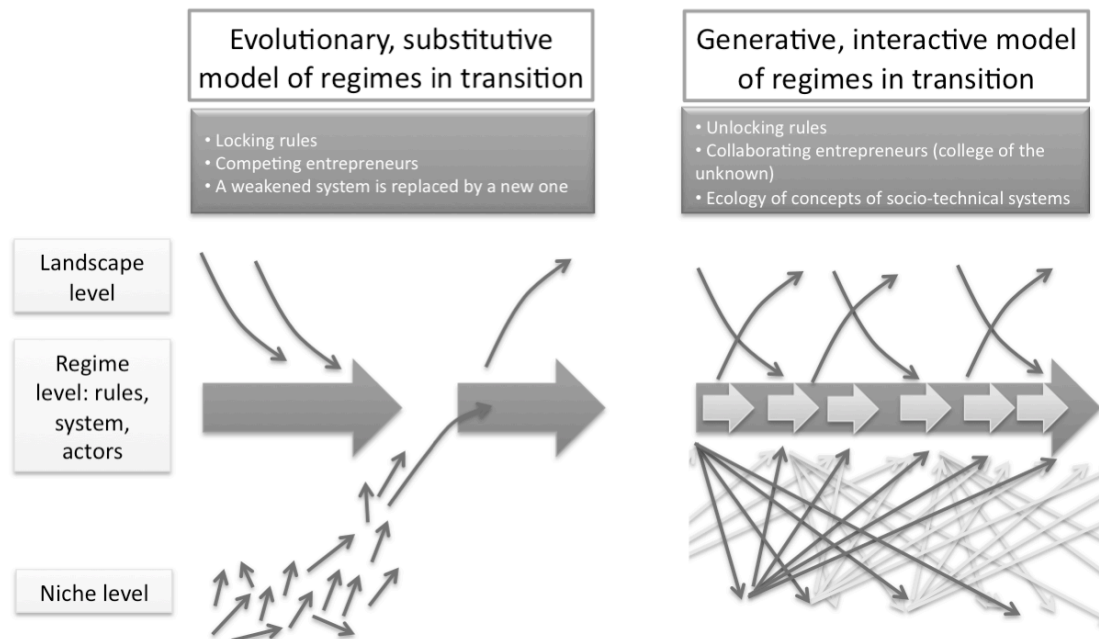 Evolutionary, substitutive
model of regimes in transition
• Locking rules
• Competing entrepreneurs
• A weakened system is replaced by a new one
Generative, interactive model
of regimes in transition
• Unlocking rules
• Collaborating entrepreneurs (college of the
unknown)
• Ecology of concepts of socio-technical systems
Landscape
level
Regime
level: rules,
system,
actors
Niche level